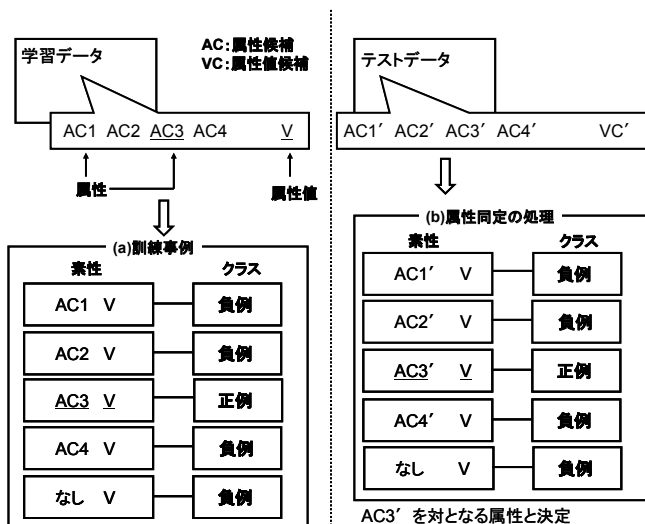 学習データ
AC:属性候補
VC:属性値候補
AC1 AC2 AC3 AC4 V
属性
属性値
(a)訓練事例
素性 クラス
AC1 V 負例
AC2 V 負例
AC3 V 正例
AC4 V 負例
なし V 負例
テストデータ
AC1′ AC2′ AC3′ AC4′ VC′
(b)属性同定の処理
素性 クラス
AC1′ V 負例
AC2′ V 負例
AC3′ V 正例
AC4′ V 負例
なし V 負例
AC3′ を対となる属性と決定